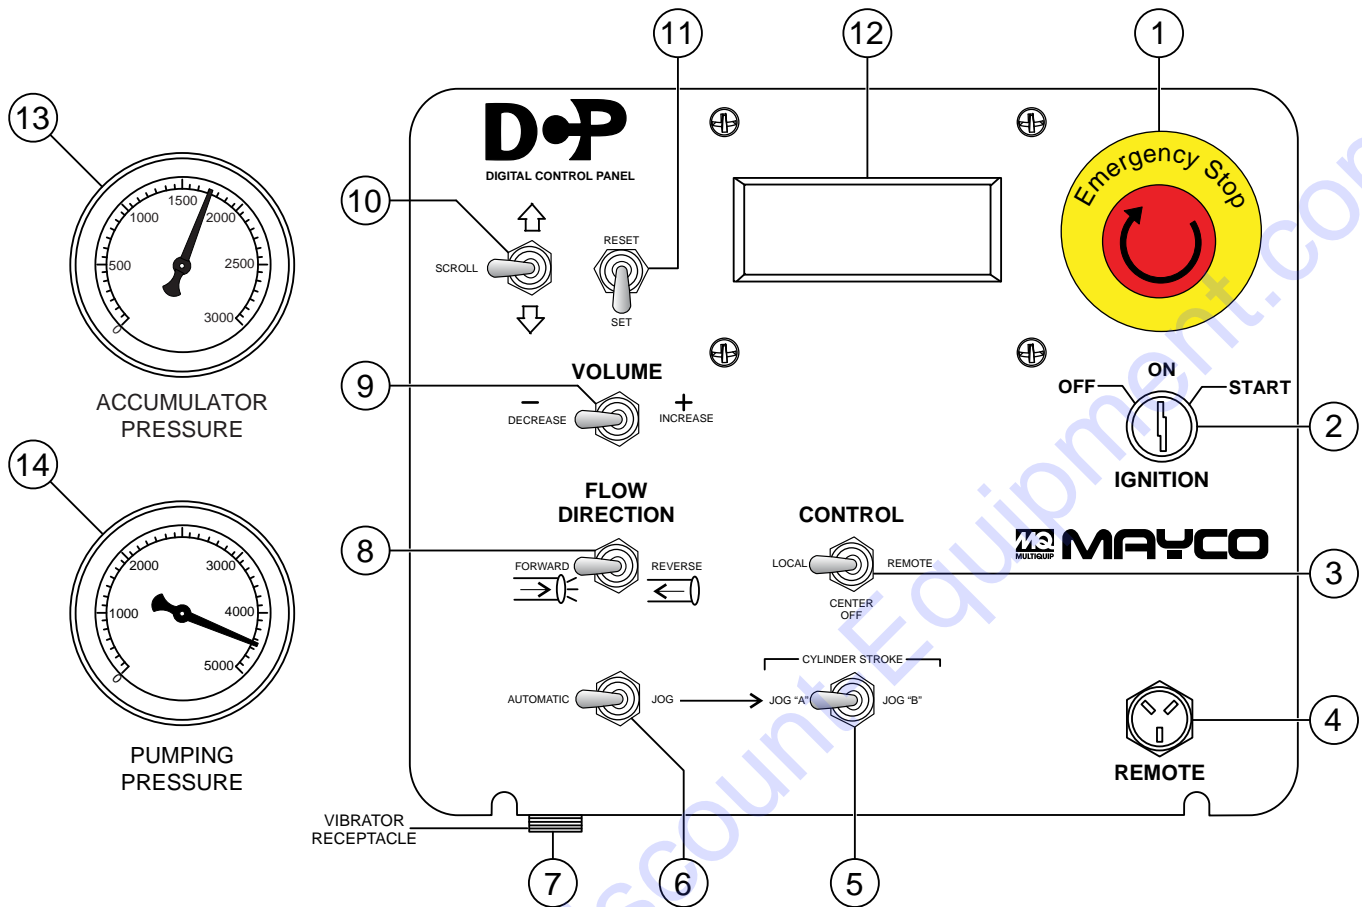 11
12
1
13
10
DCP
DIGITAL CONTROL PANEL
Emergency Stop
SCROLL
RESET
SET
0
500
1000
1500
2000
2500
3000
ACCUMULATOR
PRESSURE
9
VOLUME
−
DECREASE
+
INCREASE
OFF
ON
START
IGNITION
2
14
0
1000
2000
3000
4000
5000
PUMPING
PRESSURE
8
FLOW
DIRECTION
FORWARD
REVERSE
CONTROL
LOCAL
REMOTE
CENTER
OFF
MQ
MULTIQUIP
MAYCO
3
AUTOMATIC
JOG
CYLINDER STROKE
JOG "A"
JOG "B"
REMOTE
4
VIBRATOR
RECEPTACLE
7
6
5
discountEquipment.com